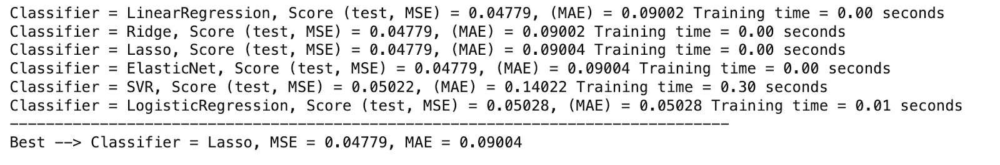 Classifier = LinearRegression, Score (test, MSE) = 0.04779, (MAE) = 0.09002 Training time = 0.00 seconds
Classifier = Ridge, Score (test, MSE) = 0.04779, (MAE) = 0.09002 Training time = 0.00 seconds
Classifier = Lasso, Score (test, MSE) = 0.04779, (MAE) = 0.09004 Training time = 0.00 seconds
Classifier = ElasticNet, Score (test, MSE) = 0.04779, (MAE) = 0.09004 Training time = 0.00 seconds
Classifier = SVR, Score (test, MSE) = 0.05022, (MAE) = 0.14022 Training time = 0.30 seconds
Classifier = LogisticRegression, Score (test, MSE) = 0.05028, (MAE) = 0.05028 Training time = 0.01 seconds
--------------------------------------------------------------------------------
Best --> Classifier = Lasso, MSE = 0.04779, MAE = 0.09004